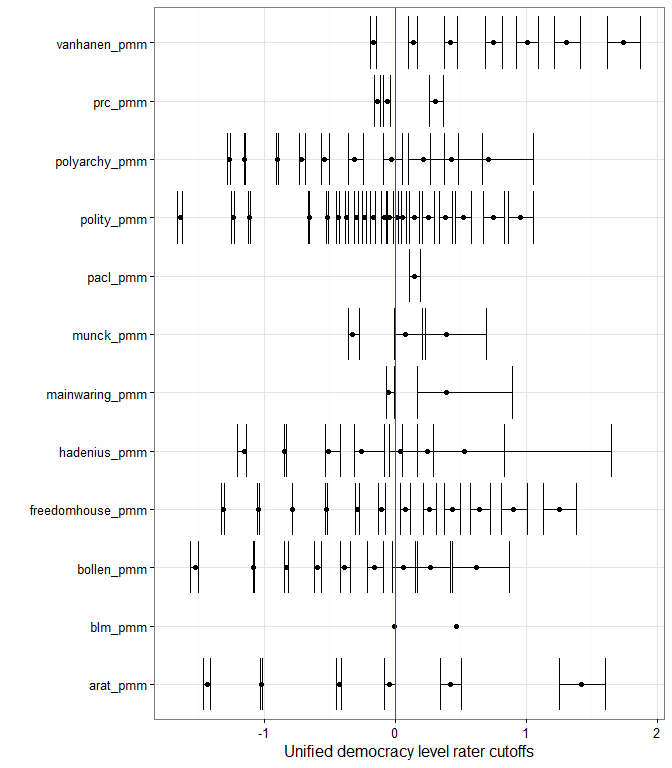 vanhanen_pmm
prc_pmm
polyarchy_pmm
polity_pmm
pacl_pmm
munck_pmm
mainwaring_pmm
hadenius_pmm
freedomhouse_pmm
bollen_pmm
blm_pmm
arat_pmm
-1 0 1 2
Unified democracy level rater cutoffs